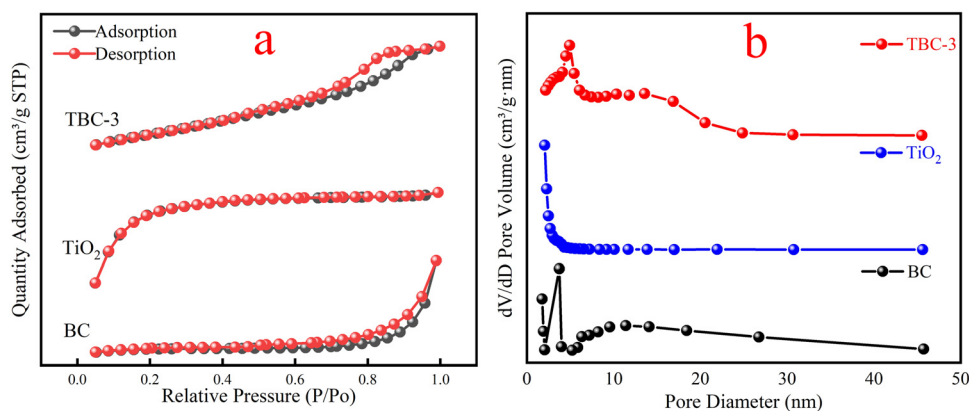 a
Adsorption
Desorption
TBC-3
TiO₂
BC
Quantity Adsorbed (cm³/g STP)
0.0 0.2 0.4 0.6 0.8 1.0
Relative Pressure (P/Po)
b
TBC-3
TiO₂
BC
dV/dD Pore Volume (cm³/g·nm)
0 10 20 30 40 50
Pore Diameter (nm)